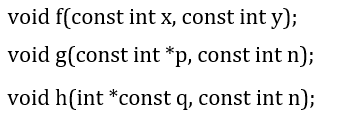 void f(const int x, const int y);
void g(const int *p, const int n);
void h(int *const q, const int n);